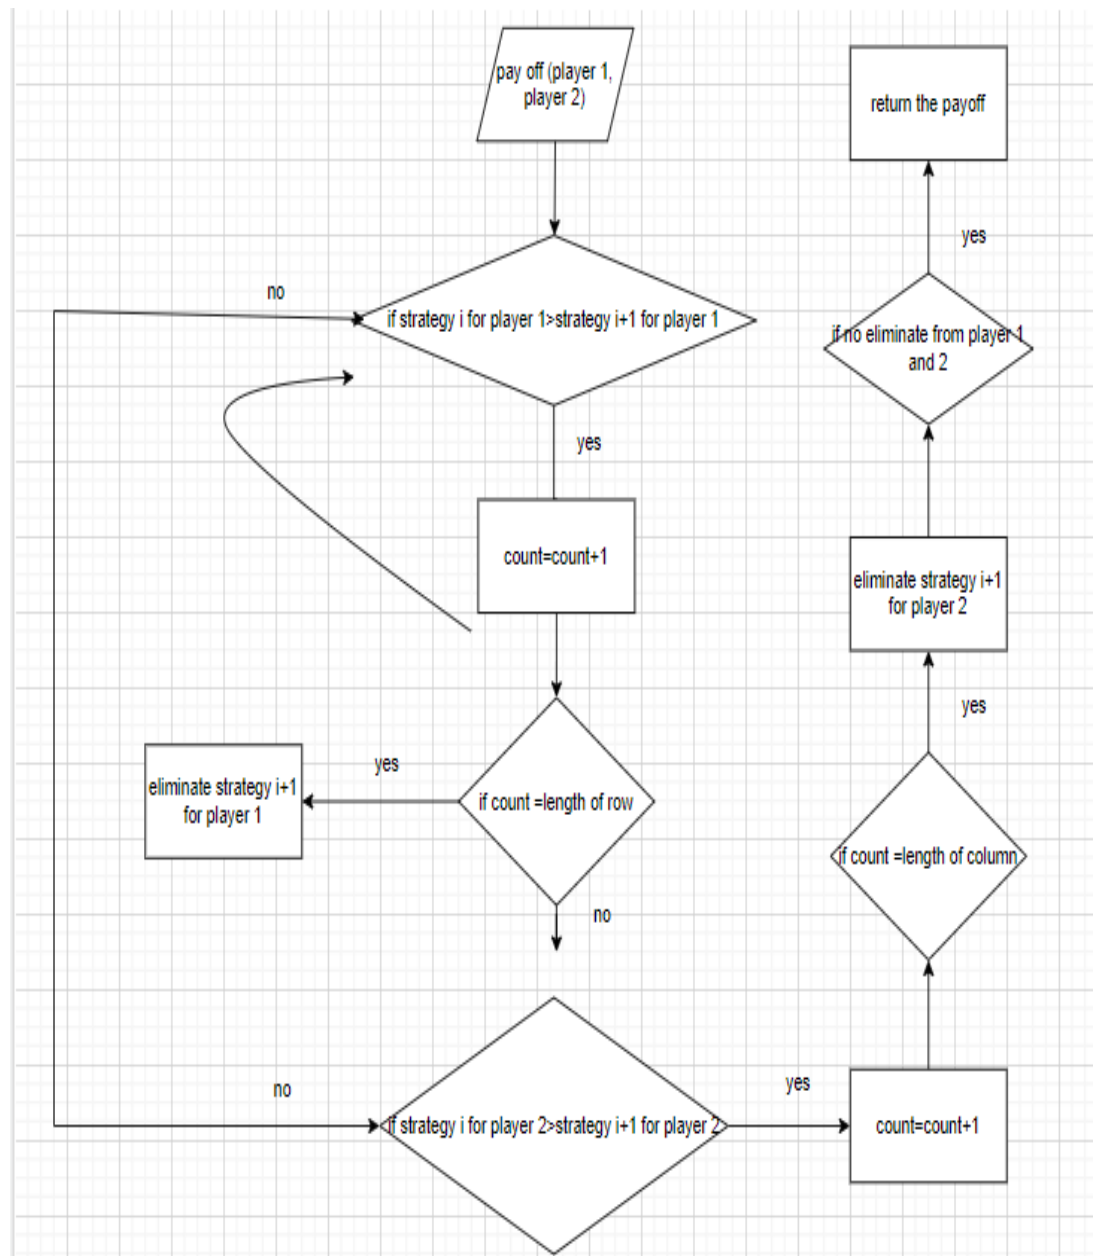 pay off (player 1,
player 2)
no
if strategy i for player 1>strategy i+1 for player 1
yes
count=count+1
yes
if count =length of row
eliminate strategy i+1
for player 1
no
no
if strategy i for player 2>strategy i+1 for player 2
yes
count=count+1
if count =length of column
yes
eliminate strategy i+1
for player 2
if no eliminate from player 1
and 2
yes
return the payoff